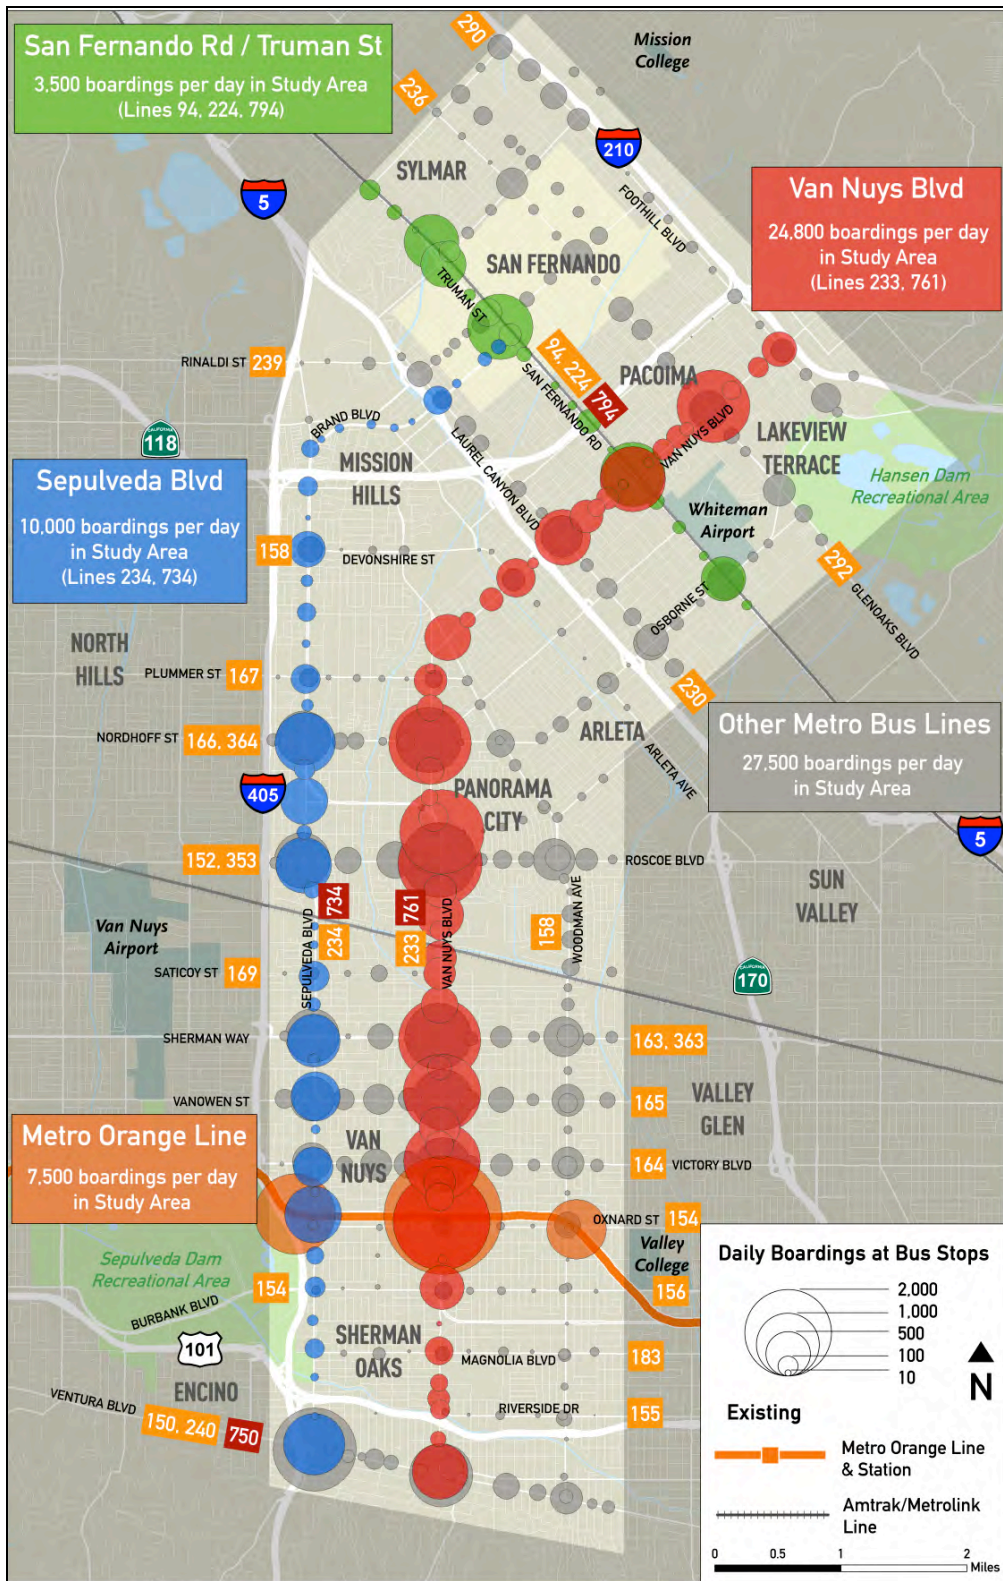 San Fernando Rd / Truman St
3,500 boardings per day in Study Area
(Lines 94, 224, 794)
290
Mission
College
236
210
SYLMAR
5
FOOTHILL BLVD
Van Nuys Blvd
24,800 boardings per day
in Study Area
(Lines 233, 761)
SAN FERNANDO
TRUMAN ST
RINALDI ST
239
94, 224
794
SAN FERNANDO RD
PACOIMA
BRAND BLVD
VAN NUYS BLVD
CALIFORNIA
118
LAUREL CANYON BLVD
LAKEVIEW
TERRACE
MISSION
HILLS
Hansen Dam
Recreational Area
Sepulveda Blvd
10,000 boardings per day
in Study Area
(Lines 234, 734)
Whiteman
Airport
158
DEVONSHIRE ST
292
GLENOAKS BLVD
OSBORNE ST
NORTH
HILLS
PLUMMER ST
167
230
NORDHOFF ST
166, 364
ARLETA
ARLETA AVE
Other Metro Bus Lines
27,500 boardings per day
in Study Area
405
PANORAMA
CITY
5
152, 353
ROSCOE BLVD
SUN
VALLEY
734
234
761
233
SEPULVEDA BLVD
VAN NUYS BLVD
158
WOODMAN AVE
Van Nuys
Airport
SATICOY ST
169
CALIFORNIA
170
SHERMAN WAY
163, 363
VANOWEN ST
165
VALLEY
GLEN
Metro Orange Line
7,500 boardings per day
in Study Area
VAN
NUYS
164
VICTORY BLVD
OXNARD ST
154
Valley
College
Sepulveda Dam
Recreational Area
154
156
BURBANK BLVD
101
SHERMAN
OAKS
MAGNOLIA BLVD
183
ENCINO
VENTURA BLVD
150, 240
750
RIVERSIDE DR
155
Daily Boardings at Bus Stops
2,000
1,000
500
100
10
N
Existing
Metro Orange Line
& Station
Amtrak/Metrolink
Line
0
0.5
1
2
Miles